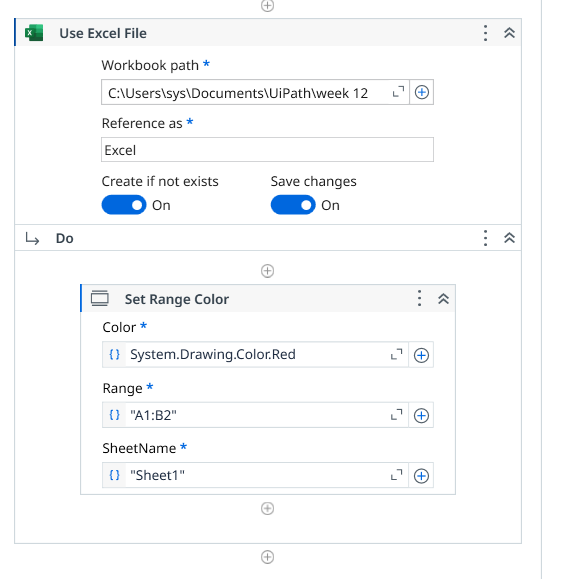 Use Excel File
Workbook path *
C:\Users\sys\Documents\UiPath\week 12
Reference as *
Excel
Create if not exists
Save changes
On
On
Do
Set Range Color
Color *
System.Drawing.Color.Red
Range *
"A1:B2"
SheetName *
"Sheet1"